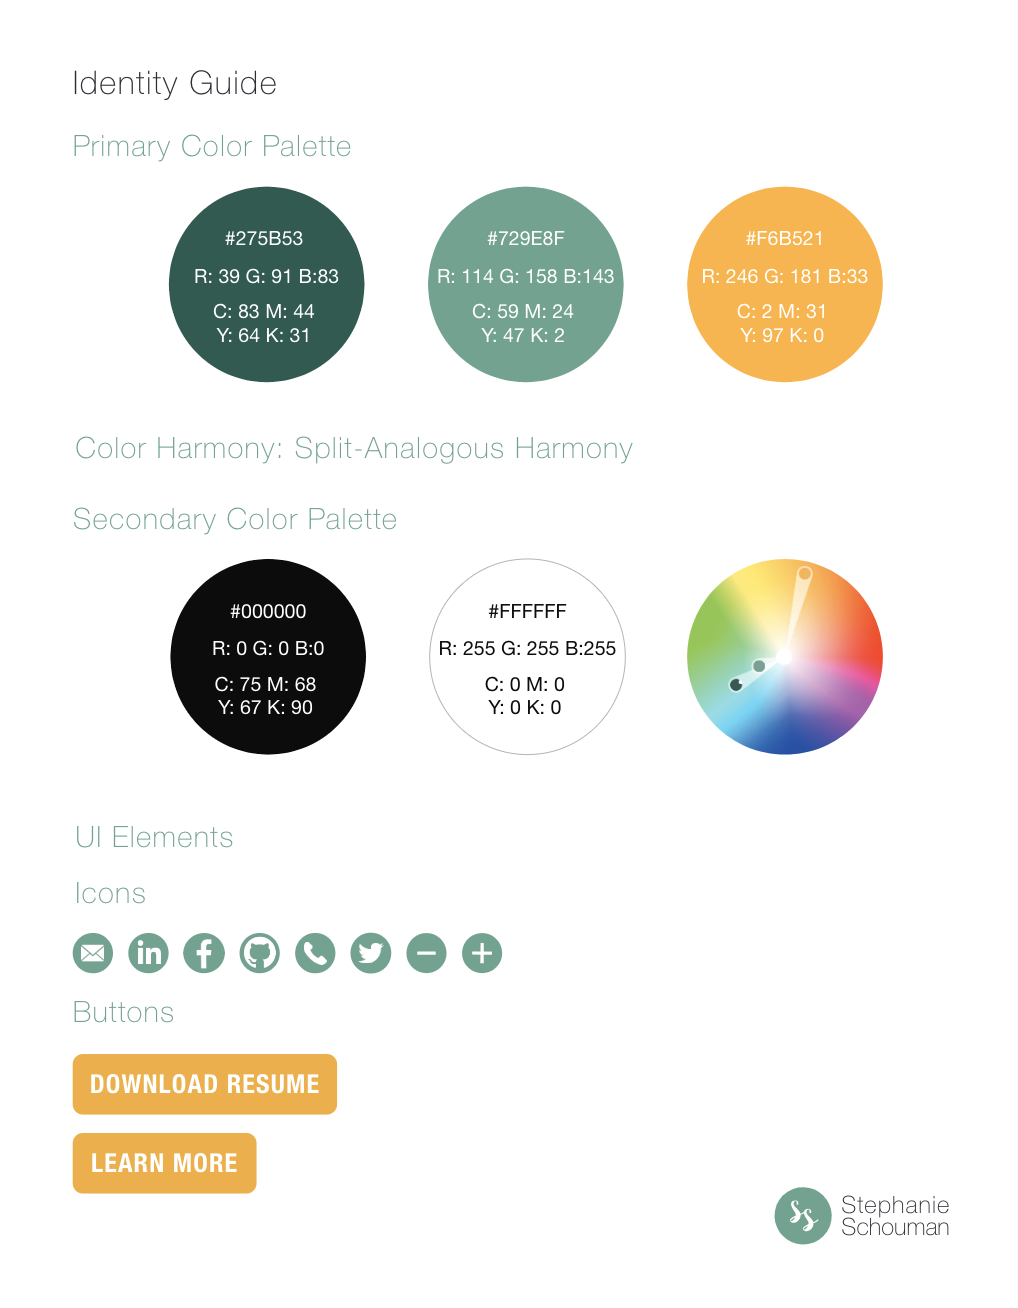 Identity Guide
Primary Color Palette
#275B53
R: 39 G: 91 B:83
C: 83 M: 44
Y: 64 K: 31
#729E8F
R: 114 G: 158 B:143
C: 59 M: 24
Y: 47 K: 2
#F6B521
R: 246 G: 181 B:33
C: 2 M: 31
Y: 97 K: 0
Color Harmony: Split-Analogous Harmony
Secondary Color Palette
#000000
R: 0 G: 0 B:0
C: 75 M: 68
Y: 67 K: 90
#FFFFFF
R: 255 G: 255 B:255
C: 0 M: 0
Y: 0 K: 0
UI Elements
Icons
in f
Buttons
DOWNLOAD RESUME
LEARN MORE
SS
Stephanie
Schouman